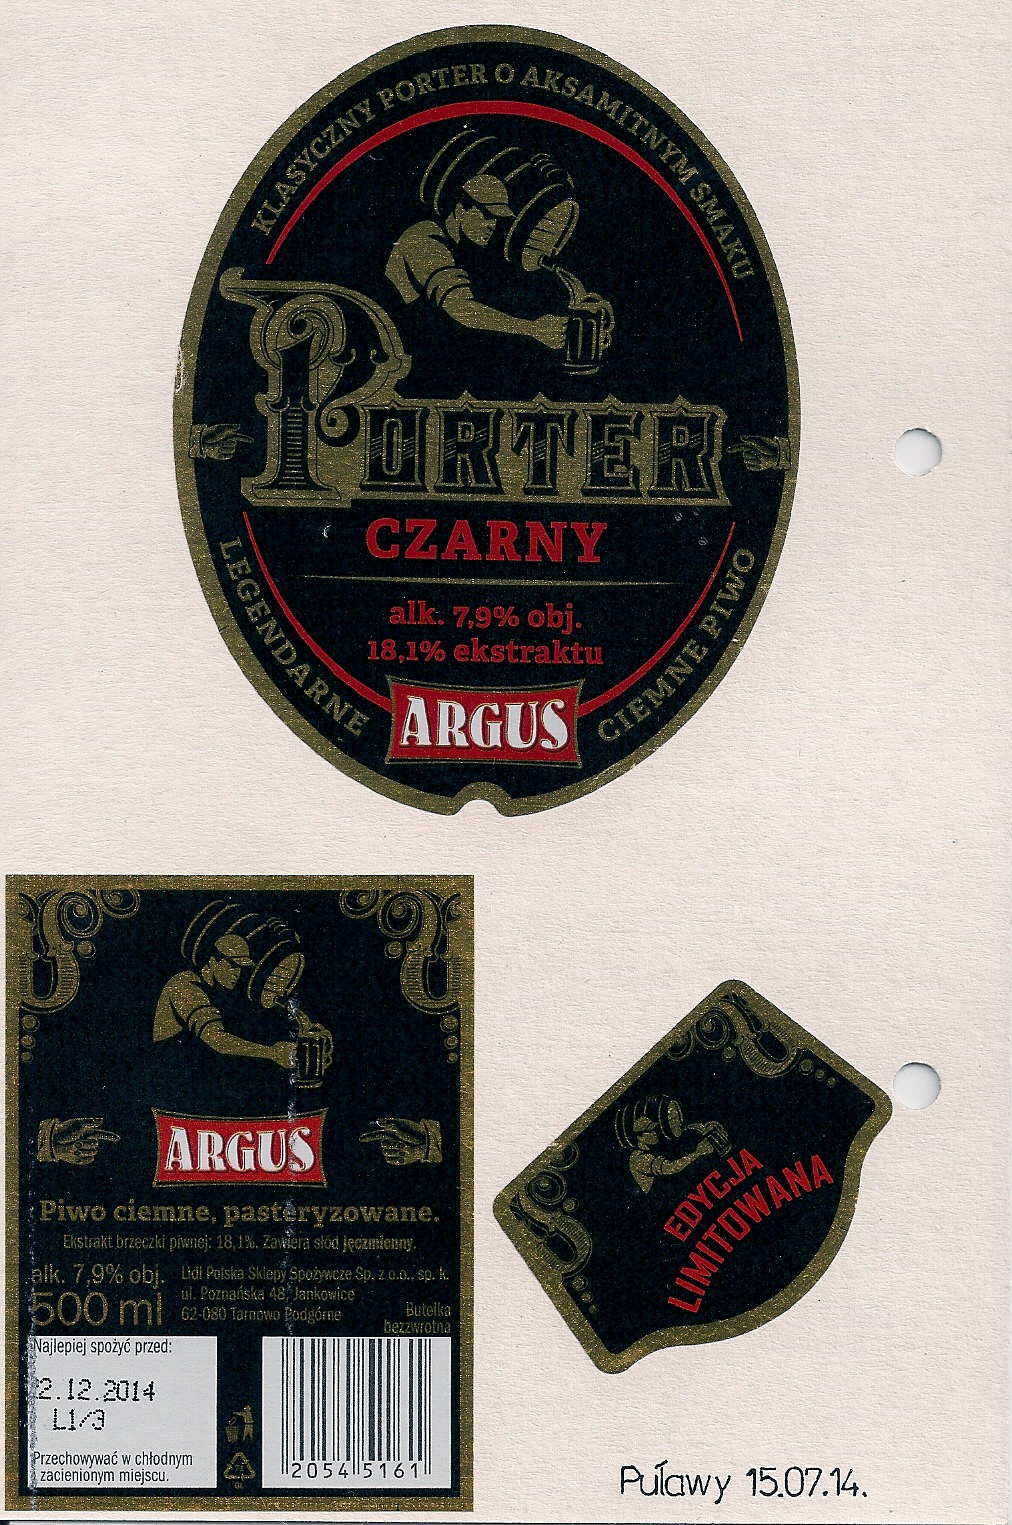 KLASYCZNY PORTER O AKSAMITNYM SMAKU
PORTER
CZARNY
alk. 7,9% obj.
18,1% ekstraktu
LEGENDARNE
CIEMNE PIWO
ARGUS
ARGUS
Piwo ciemne, pasteryzowane.
Ekstrakt brzeczki piwnej: 18,1%. Zawiera słód jęczmienny.
alk. 7,9% obj.
500 ml
Lidl Polska Sklepy Spożywcze Sp. z o.o., sp. k.
ul. Poznańska 48, Jankowice
62-080 Tarnowo Podgórne
Butelka
bezzwrotna
Najlepiej spożyć przed:
2.12.2014
L1/3
Przechowywać w chłodnym
zacienionym miejscu.
2054 5161
EDYCJA
LIMITOWANA
Puławy 15.07.14.